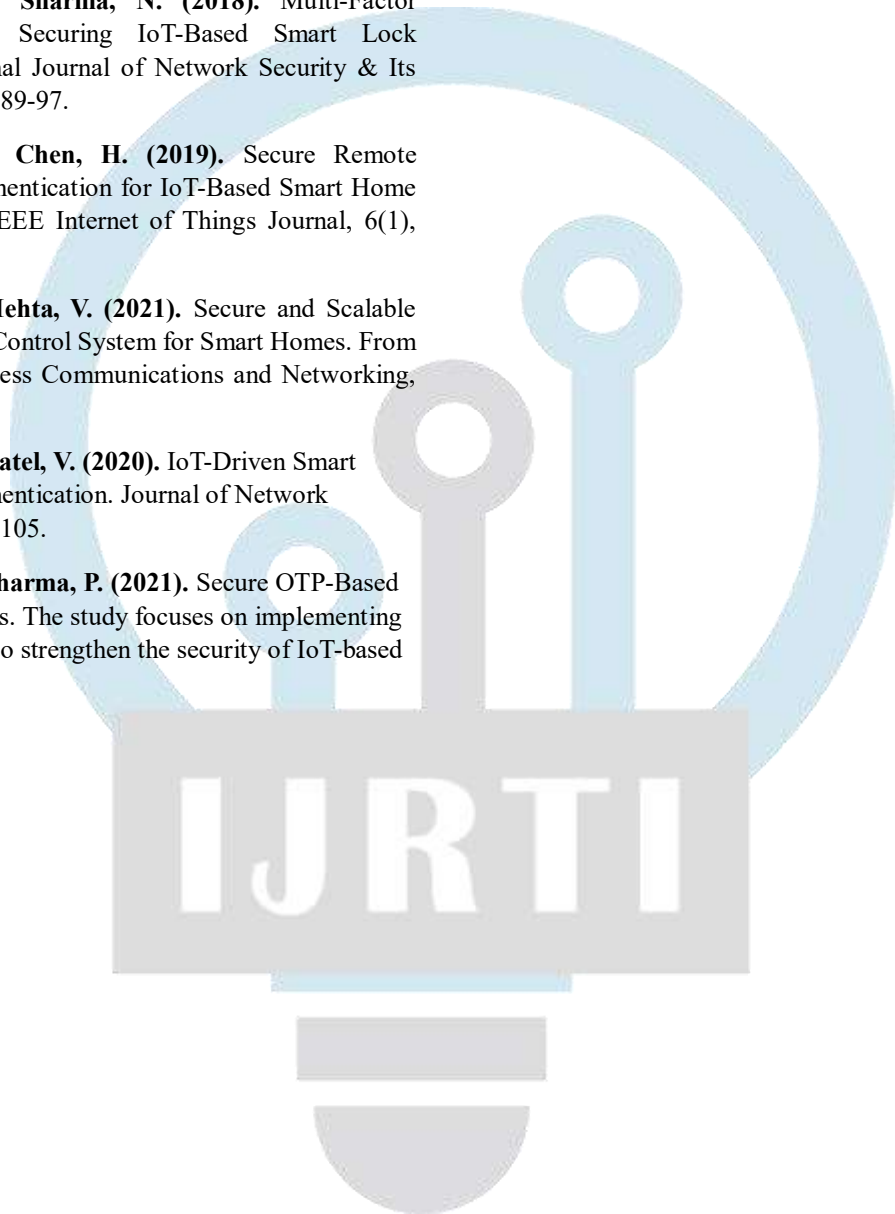 Sharma, N. (2018). Multi-Factor
Securing IoT-Based Smart Lock
nal Journal of Network Security & Its
89-97.
Chen, H. (2019). Secure Remote
hentication for IoT-Based Smart Home
EEE Internet of Things Journal, 6(1),
Mehta, V. (2021). Secure and Scalable
Control System for Smart Homes. From
ess Communications and Networking,
atel, V. (2020). IoT-Driven Smart
hentication. Journal of Network
105.
harma, P. (2021). Secure OTP-Based
s. The study focuses on implementing
o strengthen the security of IoT-based
IJRTI